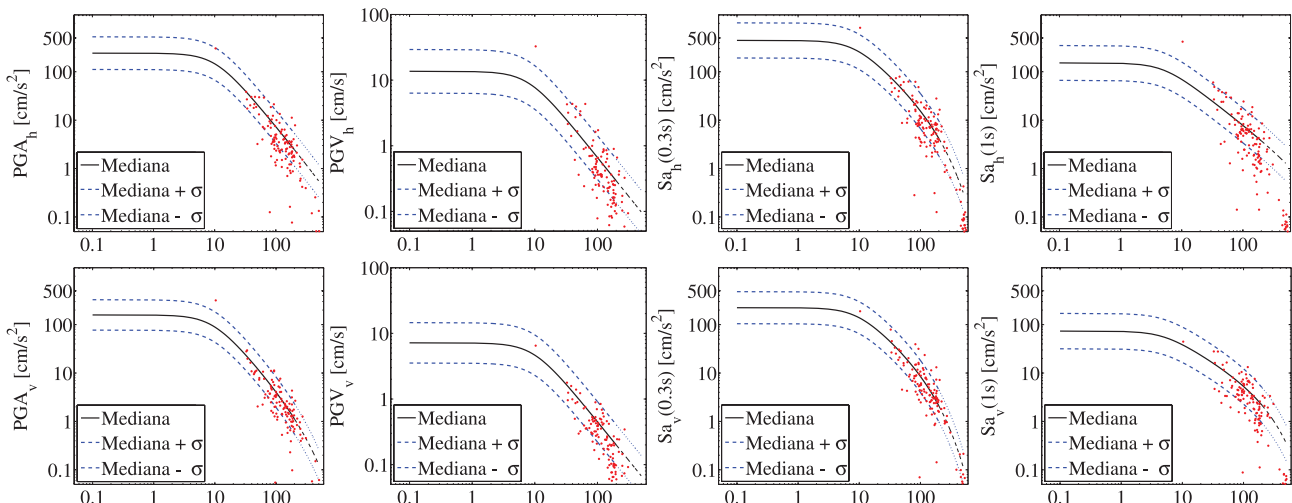 PGA_h [cm/s²]
500
100
10
1
0.1
Mediana
Mediana + σ
Mediana - σ
0.1 1 10 100
PGV_h [cm/s]
100
10
1
0.1
Mediana
Mediana + σ
Mediana - σ
0.1 1 10 100
Sa_h(0.3s) [cm/s²]
500
100
10
1
0.1
Mediana
Mediana + σ
Mediana - σ
0.1 1 10 100
Sa_h(1s) [cm/s²]
500
100
10
1
0.1
Mediana
Mediana + σ
Mediana - σ
0.1 1 10 100
PGA_v [cm/s²]
500
100
10
1
0.1
Mediana
Mediana + σ
Mediana - σ
0.1 1 10 100
PGV_v [cm/s]
100
10
1
0.1
Mediana
Mediana + σ
Mediana - σ
0.1 1 10 100
Sa_v(0.3s) [cm/s²]
500
100
10
1
0.1
Mediana
Mediana + σ
Mediana - σ
0.1 1 10 100
Sa_v(1s) [cm/s²]
500
100
10
1
0.1
Mediana
Mediana + σ
Mediana - σ
0.1 1 10 100